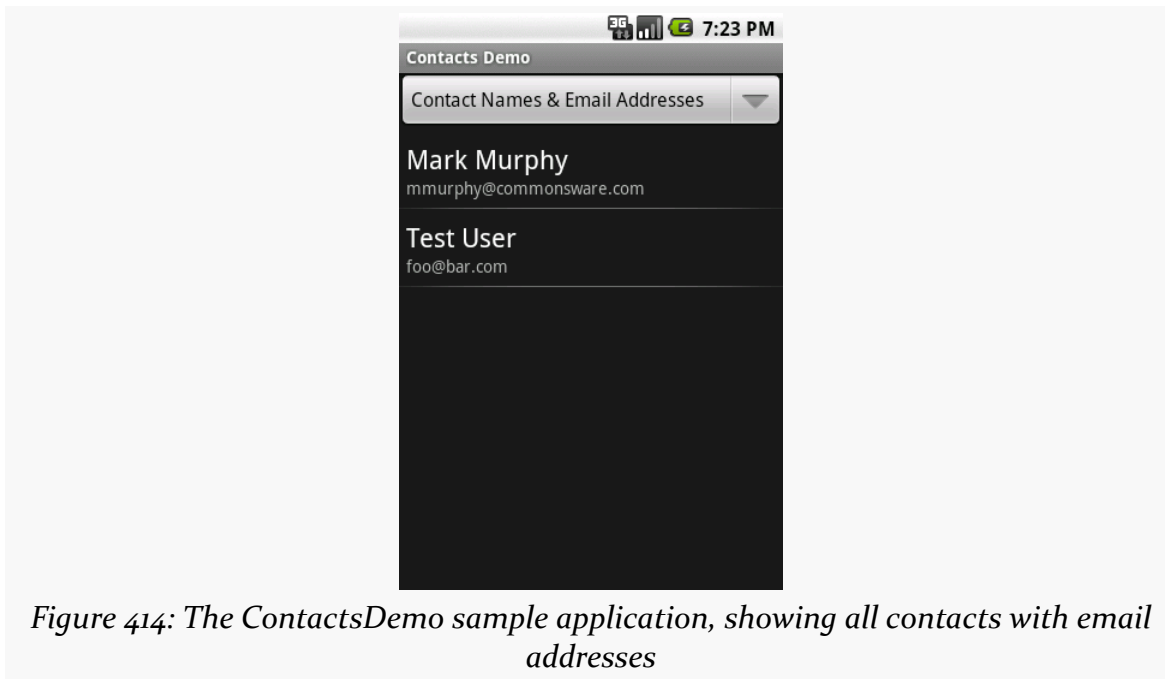 3G 7:23 PM
Contacts Demo
Contact Names & Email Addresses
Mark Murphy
mmurphy@commonsware.com
Test User
foo@bar.com
Figure 414: The ContactsDemo sample application, showing all contacts with email
addresses